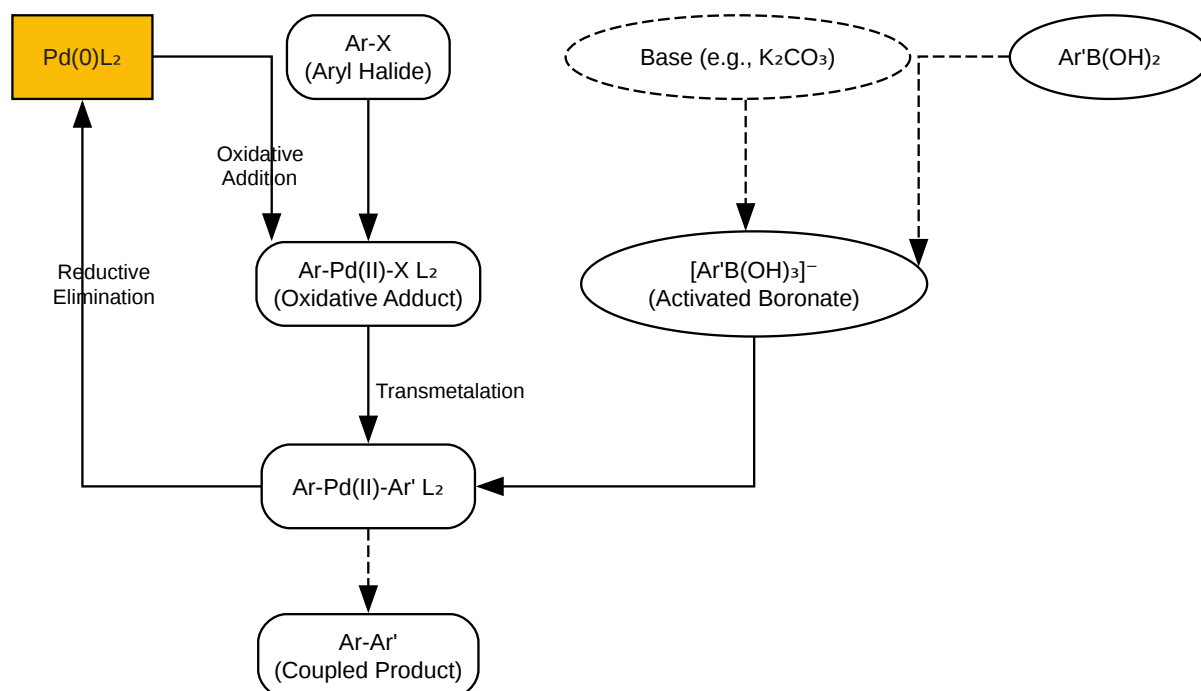 Pd(0)L₂
Ar-X
(Aryl Halide)
Base (e.g., K₂CO₃)
Ar'B(OH)₂
Oxidative
Addition
Reductive
Elimination
Ar-Pd(II)-X L₂
(Oxidative Adduct)
[Ar'B(OH)₃]⁻
(Activated Boronate)
Transmetalation
Ar-Pd(II)-Ar' L₂
Ar-Ar'
(Coupled Product)